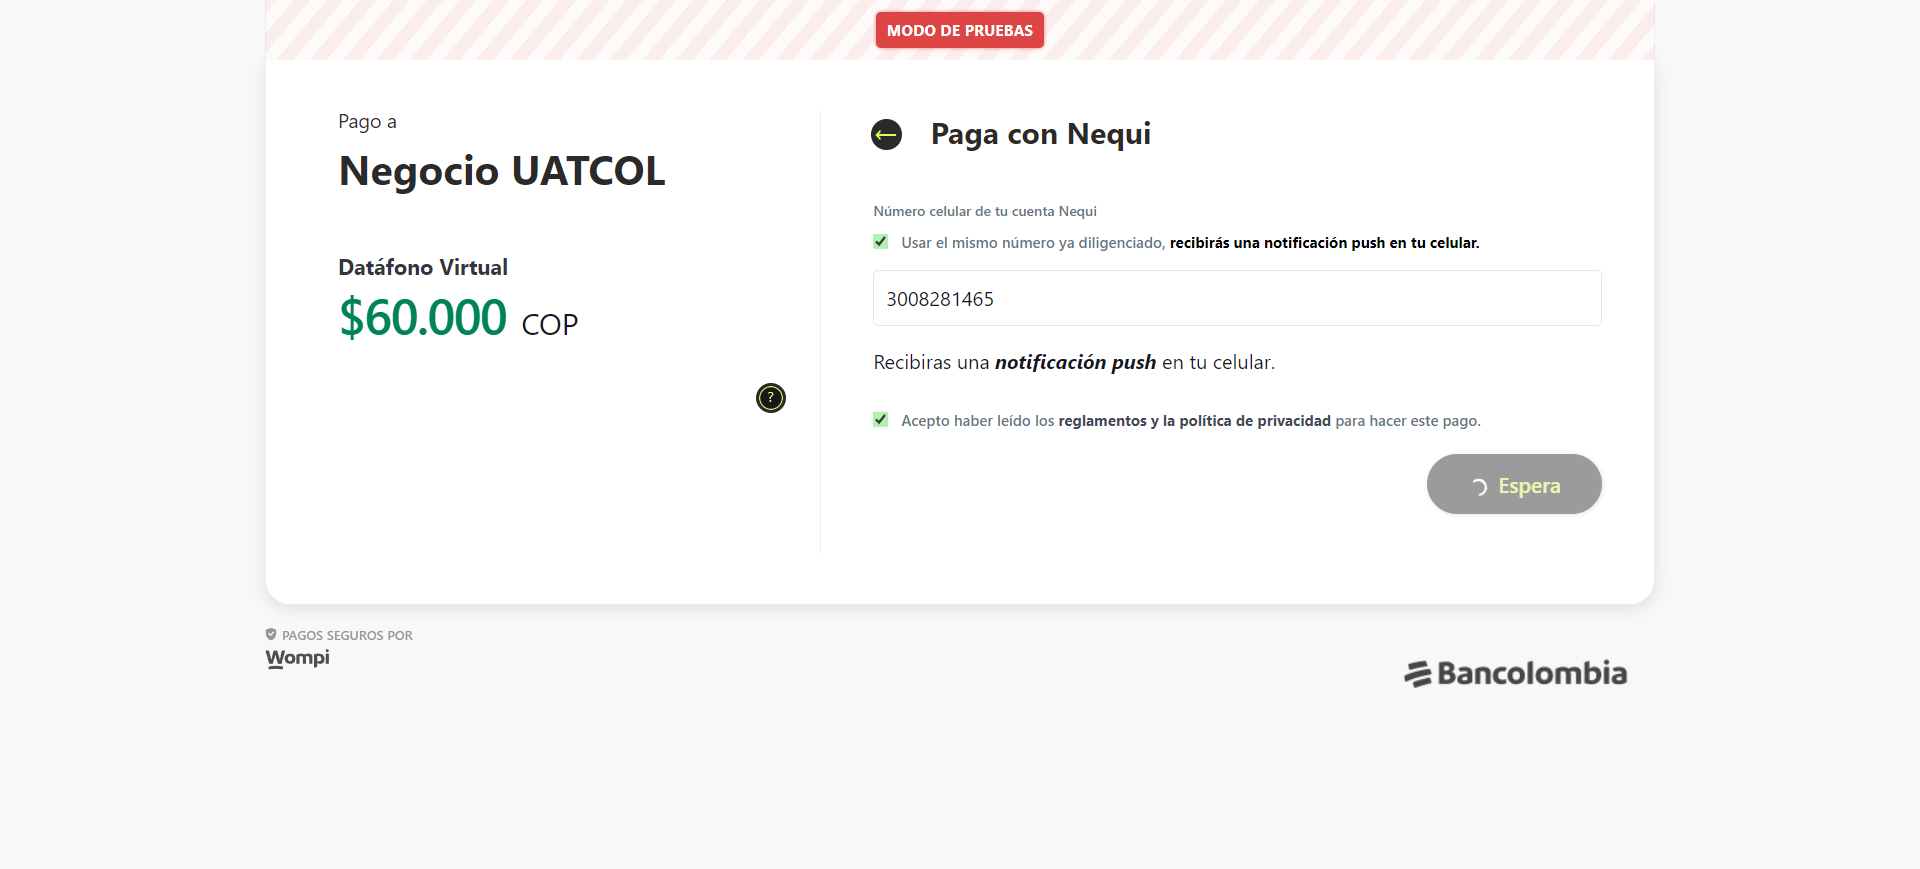 MODO DE PRUEBAS
Pago a
Negocio UATCOL
Datáfono Virtual
$60.000 COP
?
Paga con Nequi
Número celular de tu cuenta Nequi
Usar el mismo número ya diligenciado, recibirás una notificación push en tu celular.
3008281465
Recibiras una notificación push en tu celular.
Acepto haber leído los reglamentos y la política de privacidad para hacer este pago.
Espera
PAGOS SEGUROS POR
Wompi
Bancolombia